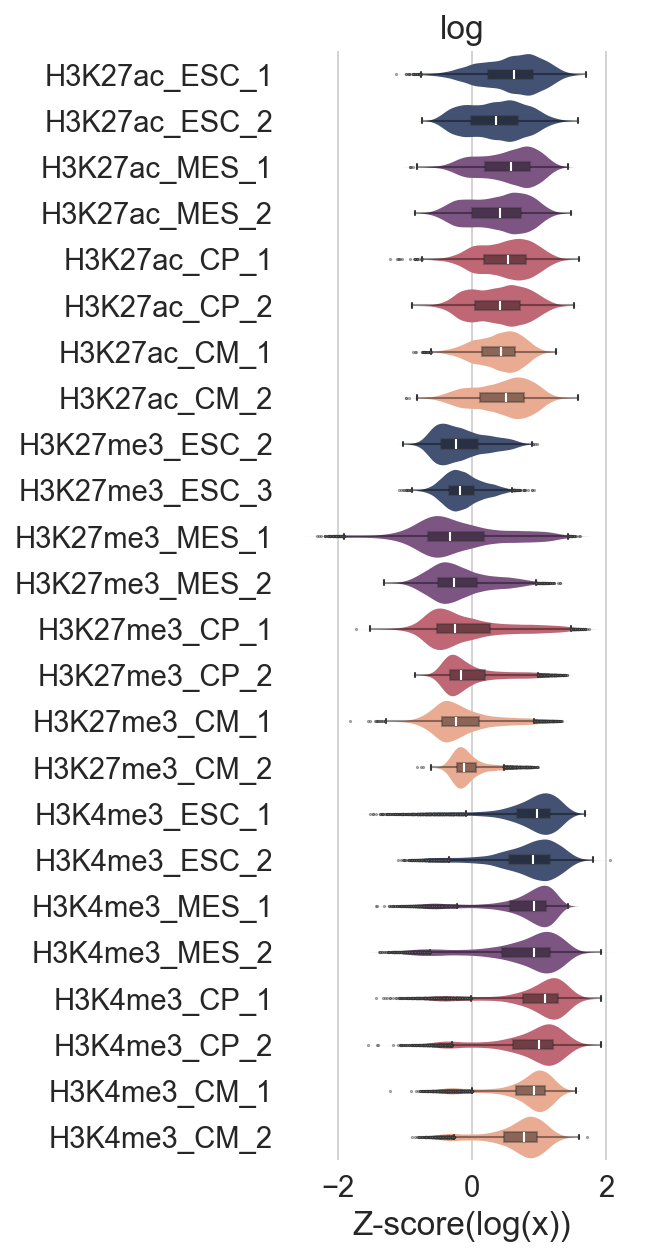 log
H3K27ac_ESC_1
H3K27ac_ESC_2
H3K27ac_MES_1
H3K27ac_MES_2
H3K27ac_CP_1
H3K27ac_CP_2
H3K27ac_CM_1
H3K27ac_CM_2
H3K27me3_ESC_2
H3K27me3_ESC_3
H3K27me3_MES_1
H3K27me3_MES_2
H3K27me3_CP_1
H3K27me3_CP_2
H3K27me3_CM_1
H3K27me3_CM_2
H3K4me3_ESC_1
H3K4me3_ESC_2
H3K4me3_MES_1
H3K4me3_MES_2
H3K4me3_CP_1
H3K4me3_CP_2
H3K4me3_CM_1
H3K4me3_CM_2
−2 0 2
Z-score(log(x))